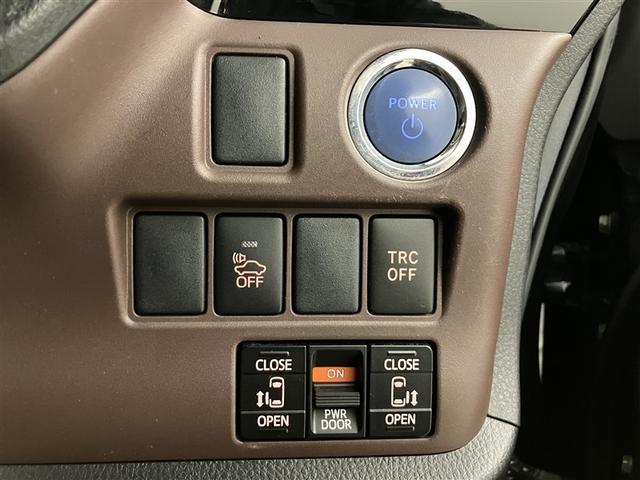 POWER
OFF
TRC
OFF
CLOSE
OPEN
ON
PWR
DOOR
CLOSE
OPEN